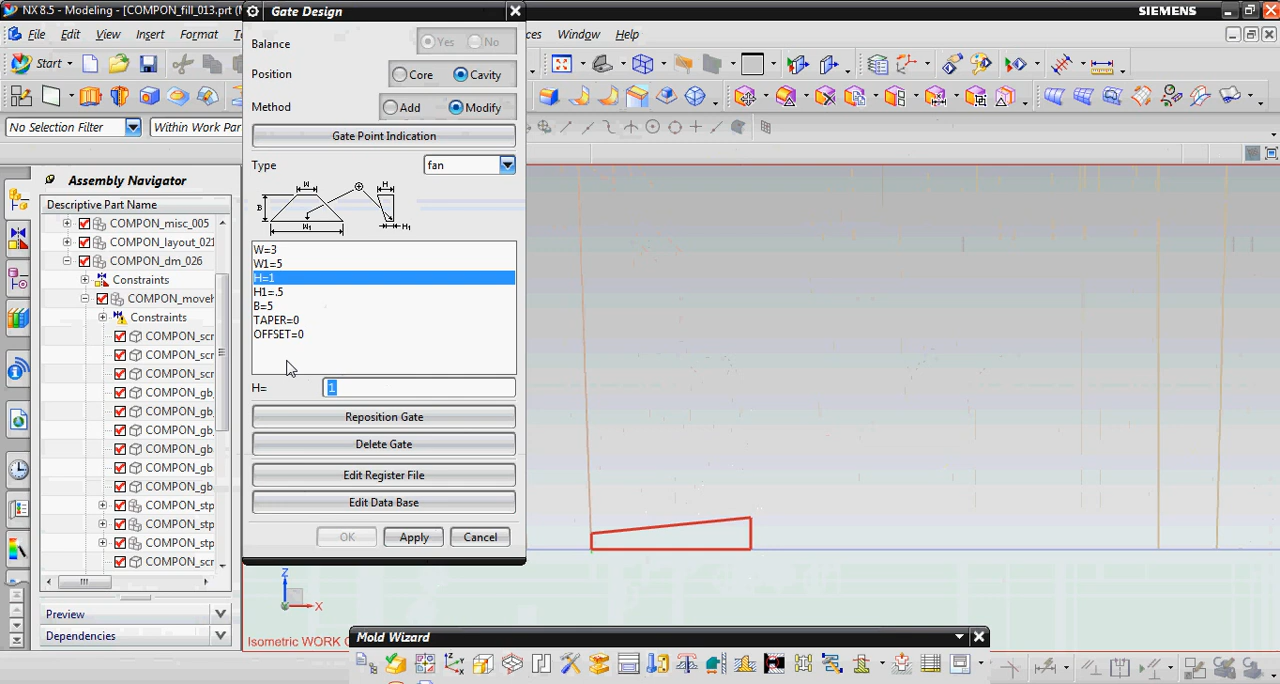 NX 8.5 - Modeling - [COMPON_fill_013.prt (M
SIEMENS
File Edit View Insert Format
Window Help
Start
No Selection Filter
Within Work Par
Assembly Navigator
Descriptive Part Name
COMPON_misc_005
COMPON_layout_021
COMPON_dm_026
Constraints
COMPON_moveh
Constraints
COMPON_scr
COMPON_scr
COMPON_scr
COMPON_gb
COMPON_gb
COMPON_gb
COMPON_gb
COMPON_gb
COMPON_gb
COMPON_stp
COMPON_stp
COMPON_stp
COMPON_scr
Preview
Dependencies
Gate Design
Balance
Yes
No
Position
Core
Cavity
Method
Add
Modify
Gate Point Indication
Type
fan
W
H
B
W1
H1
W=3
W1=5
H=1
H1=.5
B=5
TAPER=0
OFFSET=0
H=
1
Reposition Gate
Delete Gate
Edit Register File
Edit Data Base
OK
Apply
Cancel
Z
X
Isometric WORK
Mold Wizard